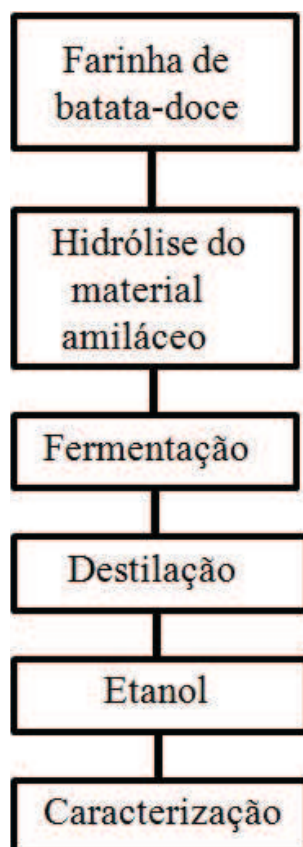 Farinha de
batata-doce
Hidrólise do
material
amiláceo
Fermentação
Destilação
Etanol
Caracterização